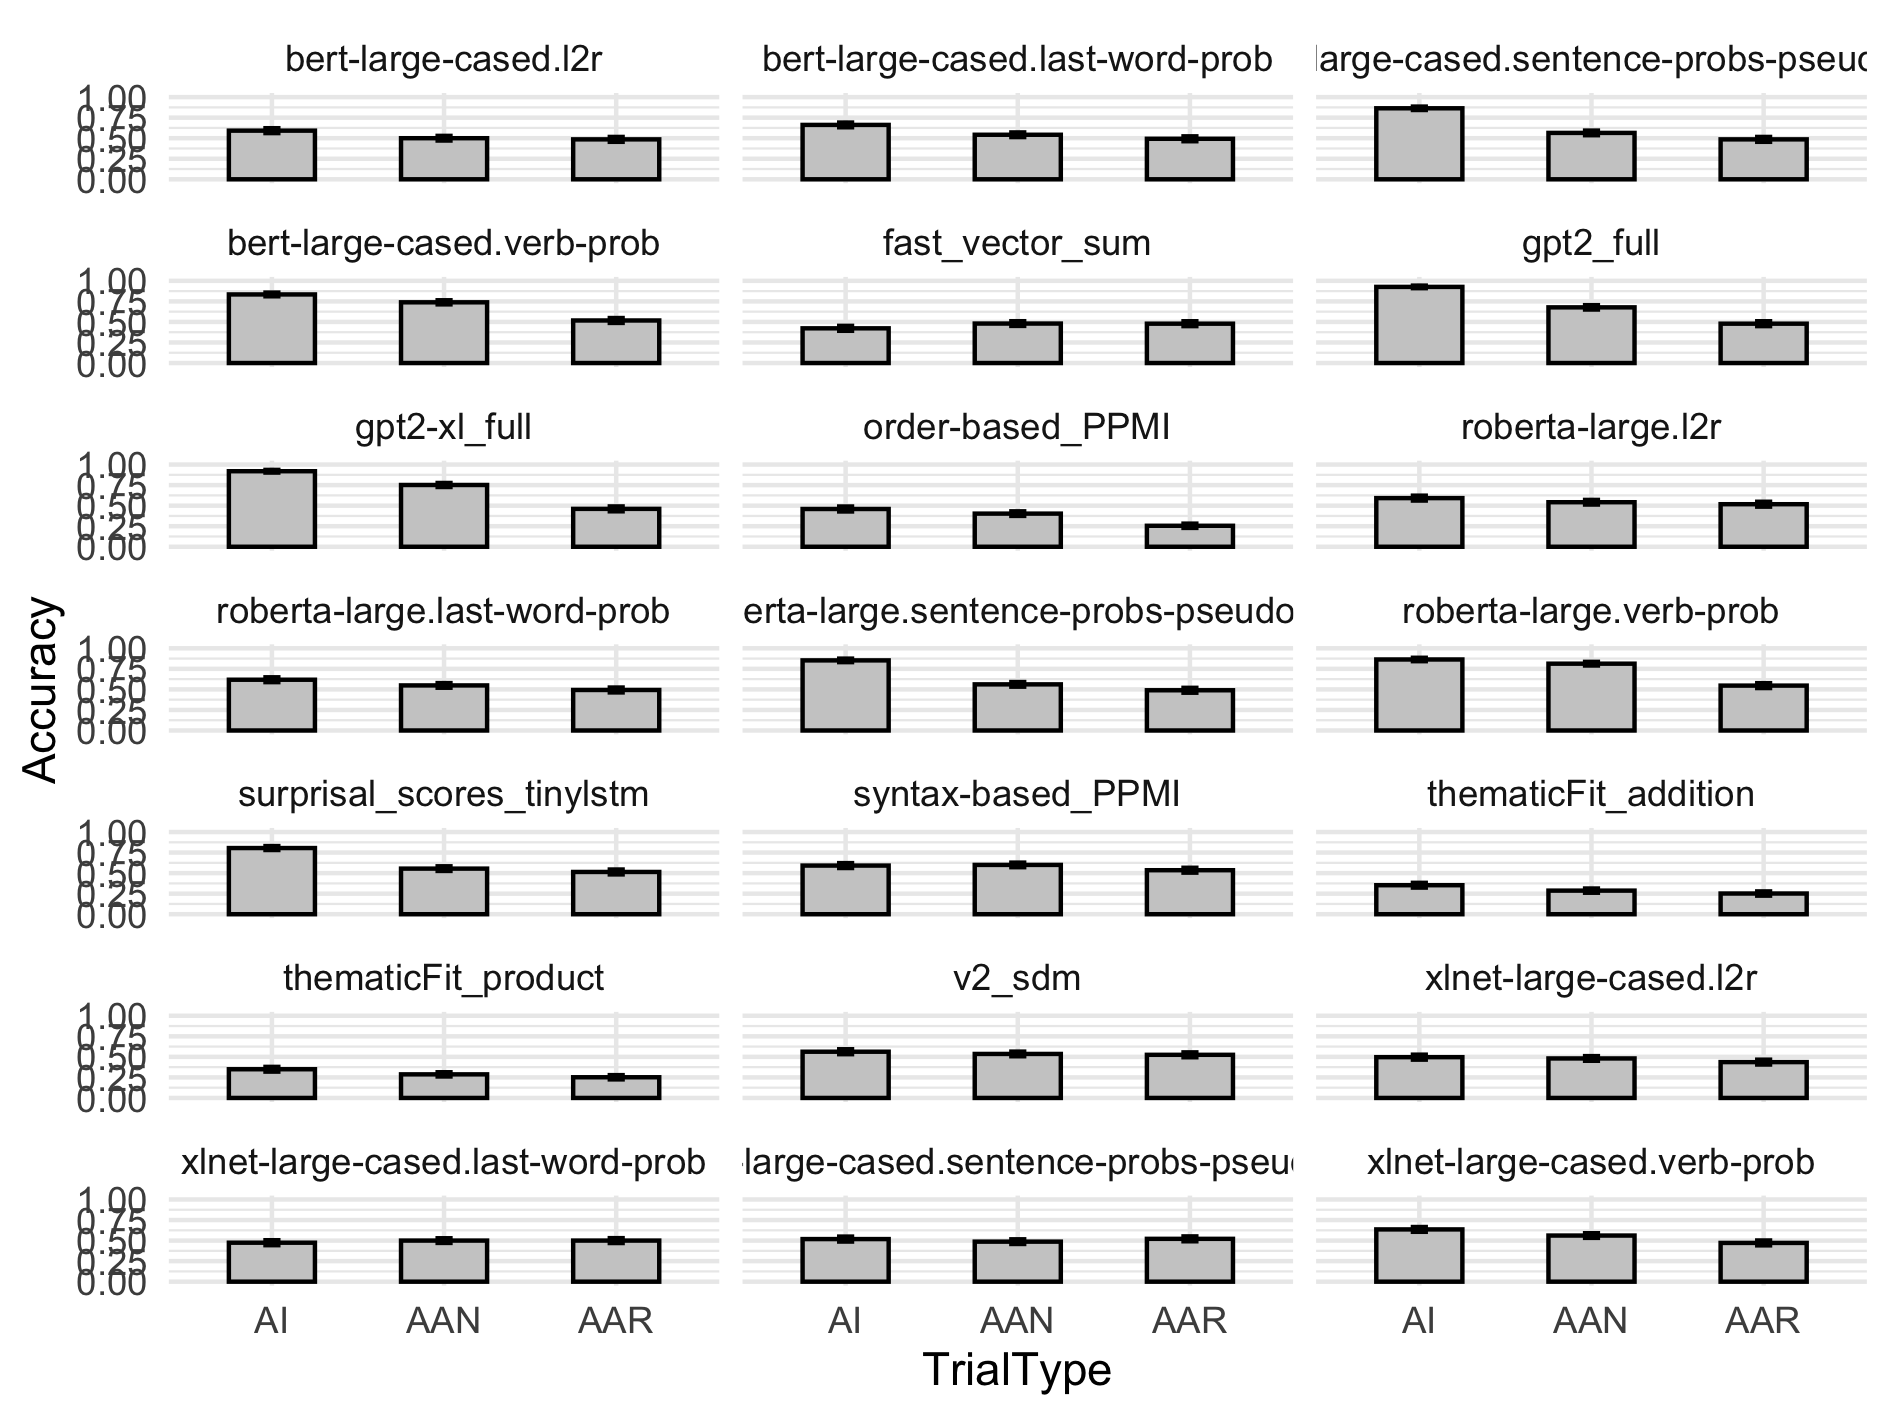 bert-large-cased.l2r
bert-large-cased.last-word-prob
large-cased.sentence-probs-pseud
1.00
0.75
0.50
0.25
0.00
bert-large-cased.verb-prob
fast_vector_sum
gpt2_full
1.00
0.75
0.50
0.25
0.00
gpt2-xl_full
order-based_PPMI
roberta-large.l2r
1.00
0.75
0.50
0.25
0.00
roberta-large.last-word-prob
erta-large.sentence-probs-pseudo
roberta-large.verb-prob
1.00
0.75
0.50
0.25
0.00
surprisal_scores_tinylstm
syntax-based_PPMI
thematicFit_addition
1.00
0.75
0.50
0.25
0.00
thematicFit_product
v2_sdm
xlnet-large-cased.l2r
1.00
0.75
0.50
0.25
0.00
xlnet-large-cased.last-word-prob
-large-cased.sentence-probs-pseud
xlnet-large-cased.verb-prob
1.00
0.75
0.50
0.25
0.00
AI AAN AAR
AI AAN AAR
AI AAN AAR
TrialType
Accuracy